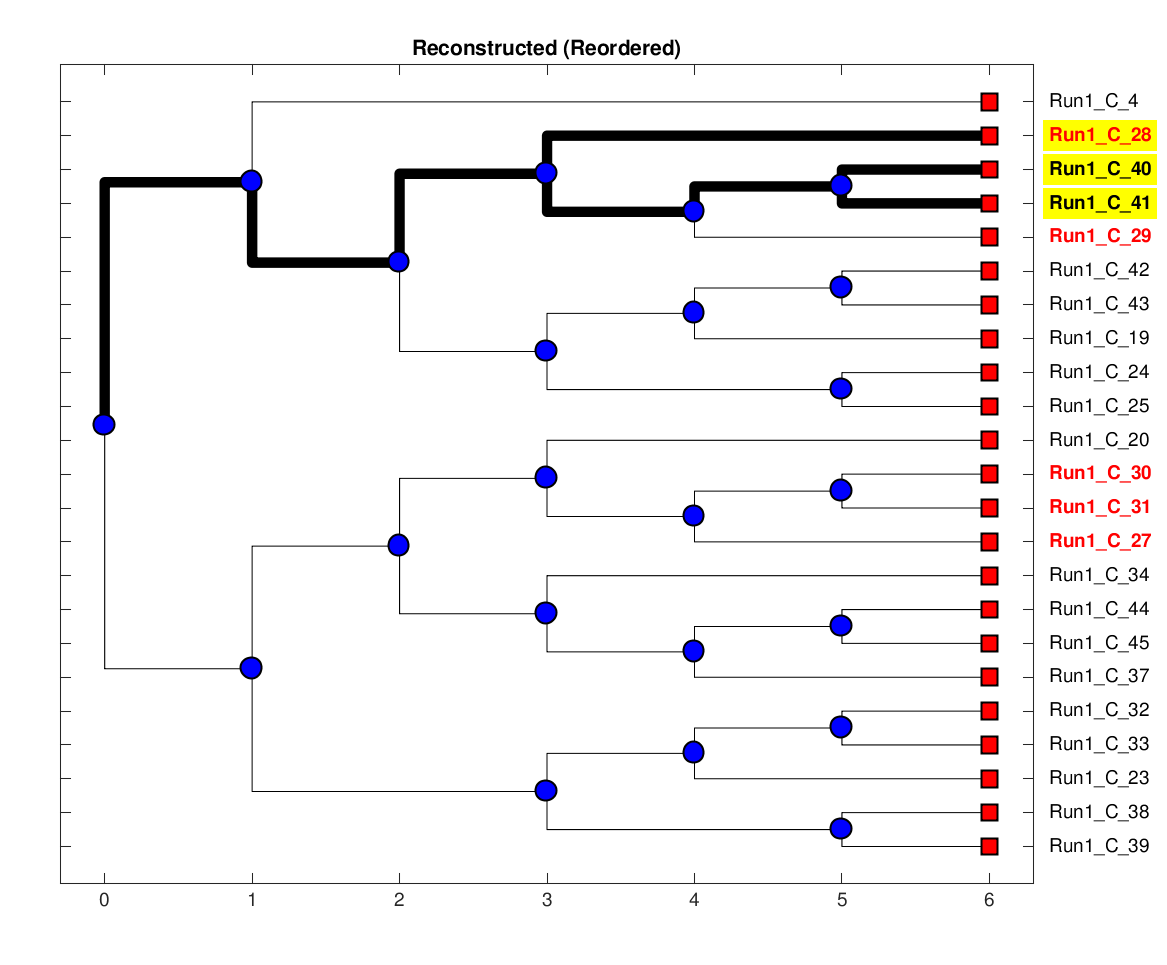 Reconstructed (Reordered)
Run1_C_4
Run1_C_28
Run1_C_40
Run1_C_41
Run1_C_29
Run1_C_42
Run1_C_43
Run1_C_19
Run1_C_24
Run1_C_25
Run1_C_20
Run1_C_30
Run1_C_31
Run1_C_27
Run1_C_34
Run1_C_44
Run1_C_45
Run1_C_37
Run1_C_32
Run1_C_33
Run1_C_23
Run1_C_38
Run1_C_39
0 1 2 3 4 5 6